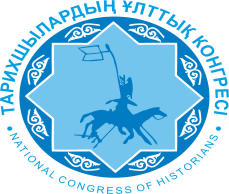 ТАРИХШЫЛАРДЫҢ ҰЛТТЫҚ КОНГРЕСІ
• NATIONAL CONGRESS OF HISTORIANS •